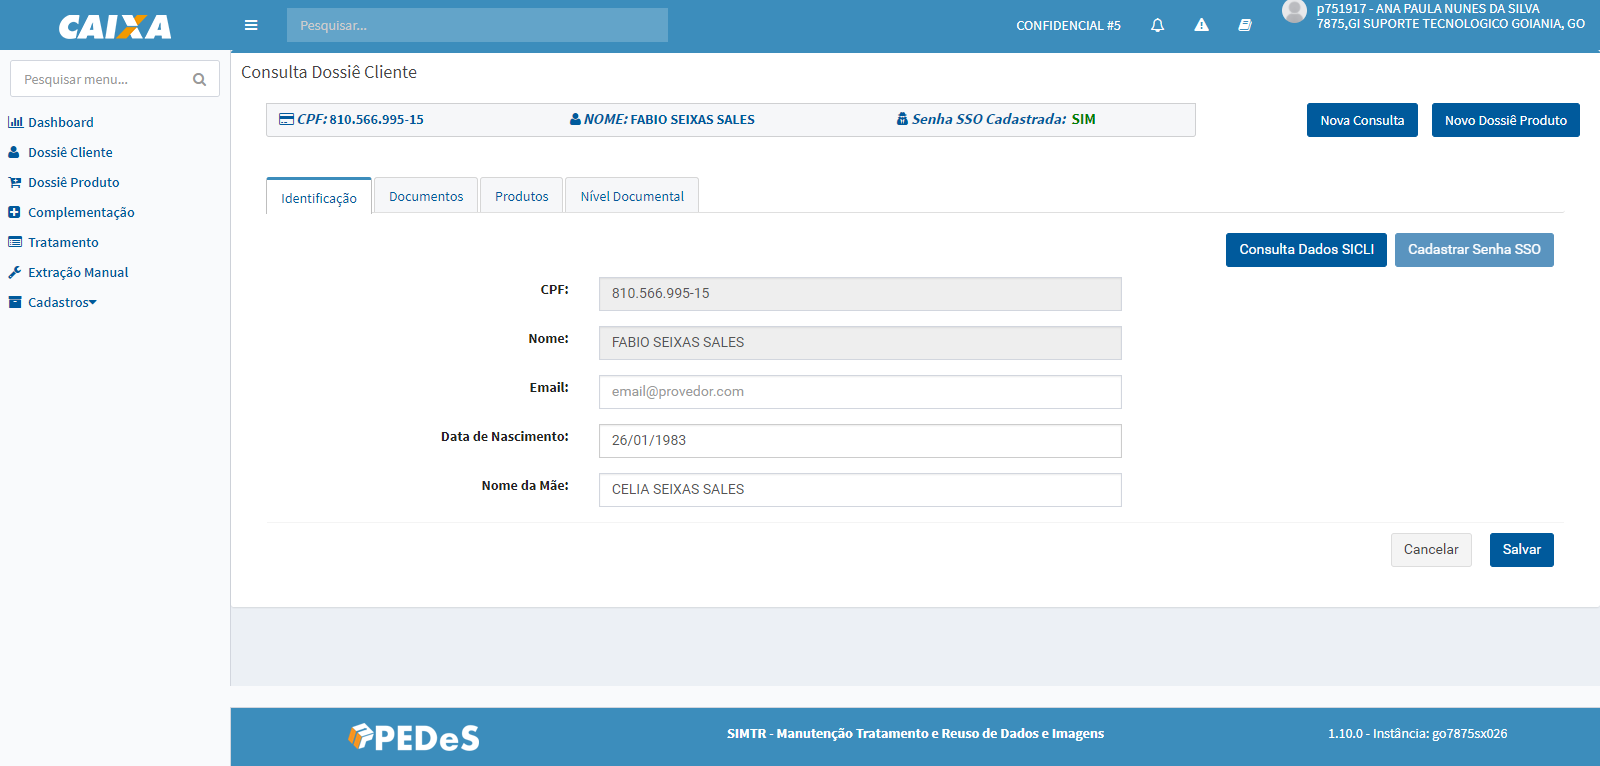 CAIXA
Pesquisar...
CONFIDENCIAL #5
p751917 - ANA PAULA NUNES DA SILVA
7875,GI SUPORTE TECNOLOGICO GOIANIA, GO
Pesquisar menu...
Dashboard
Dossiê Cliente
Dossiê Produto
Complementação
Tratamento
Extração Manual
Cadastros
Consulta Dossiê Cliente
CPF: 810.566.995-15 NOME: FABIO SEIXAS SALES Senha SSO Cadastrada: SIM
Nova Consulta Novo Dossiê Produto
Identificação Documentos Produtos Nível Documental
Consulta Dados SICLI Cadastrar Senha SSO
CPF: 810.566.995-15
Nome: FABIO SEIXAS SALES
Email: email@provedor.com
Data de Nascimento: 26/01/1983
Nome da Mãe: CELIA SEIXAS SALES
Cancelar Salvar
PEDeS
SIMTR - Manutenção Tratamento e Reuso de Dados e Imagens
1.10.0 - Instância: go7875sx026